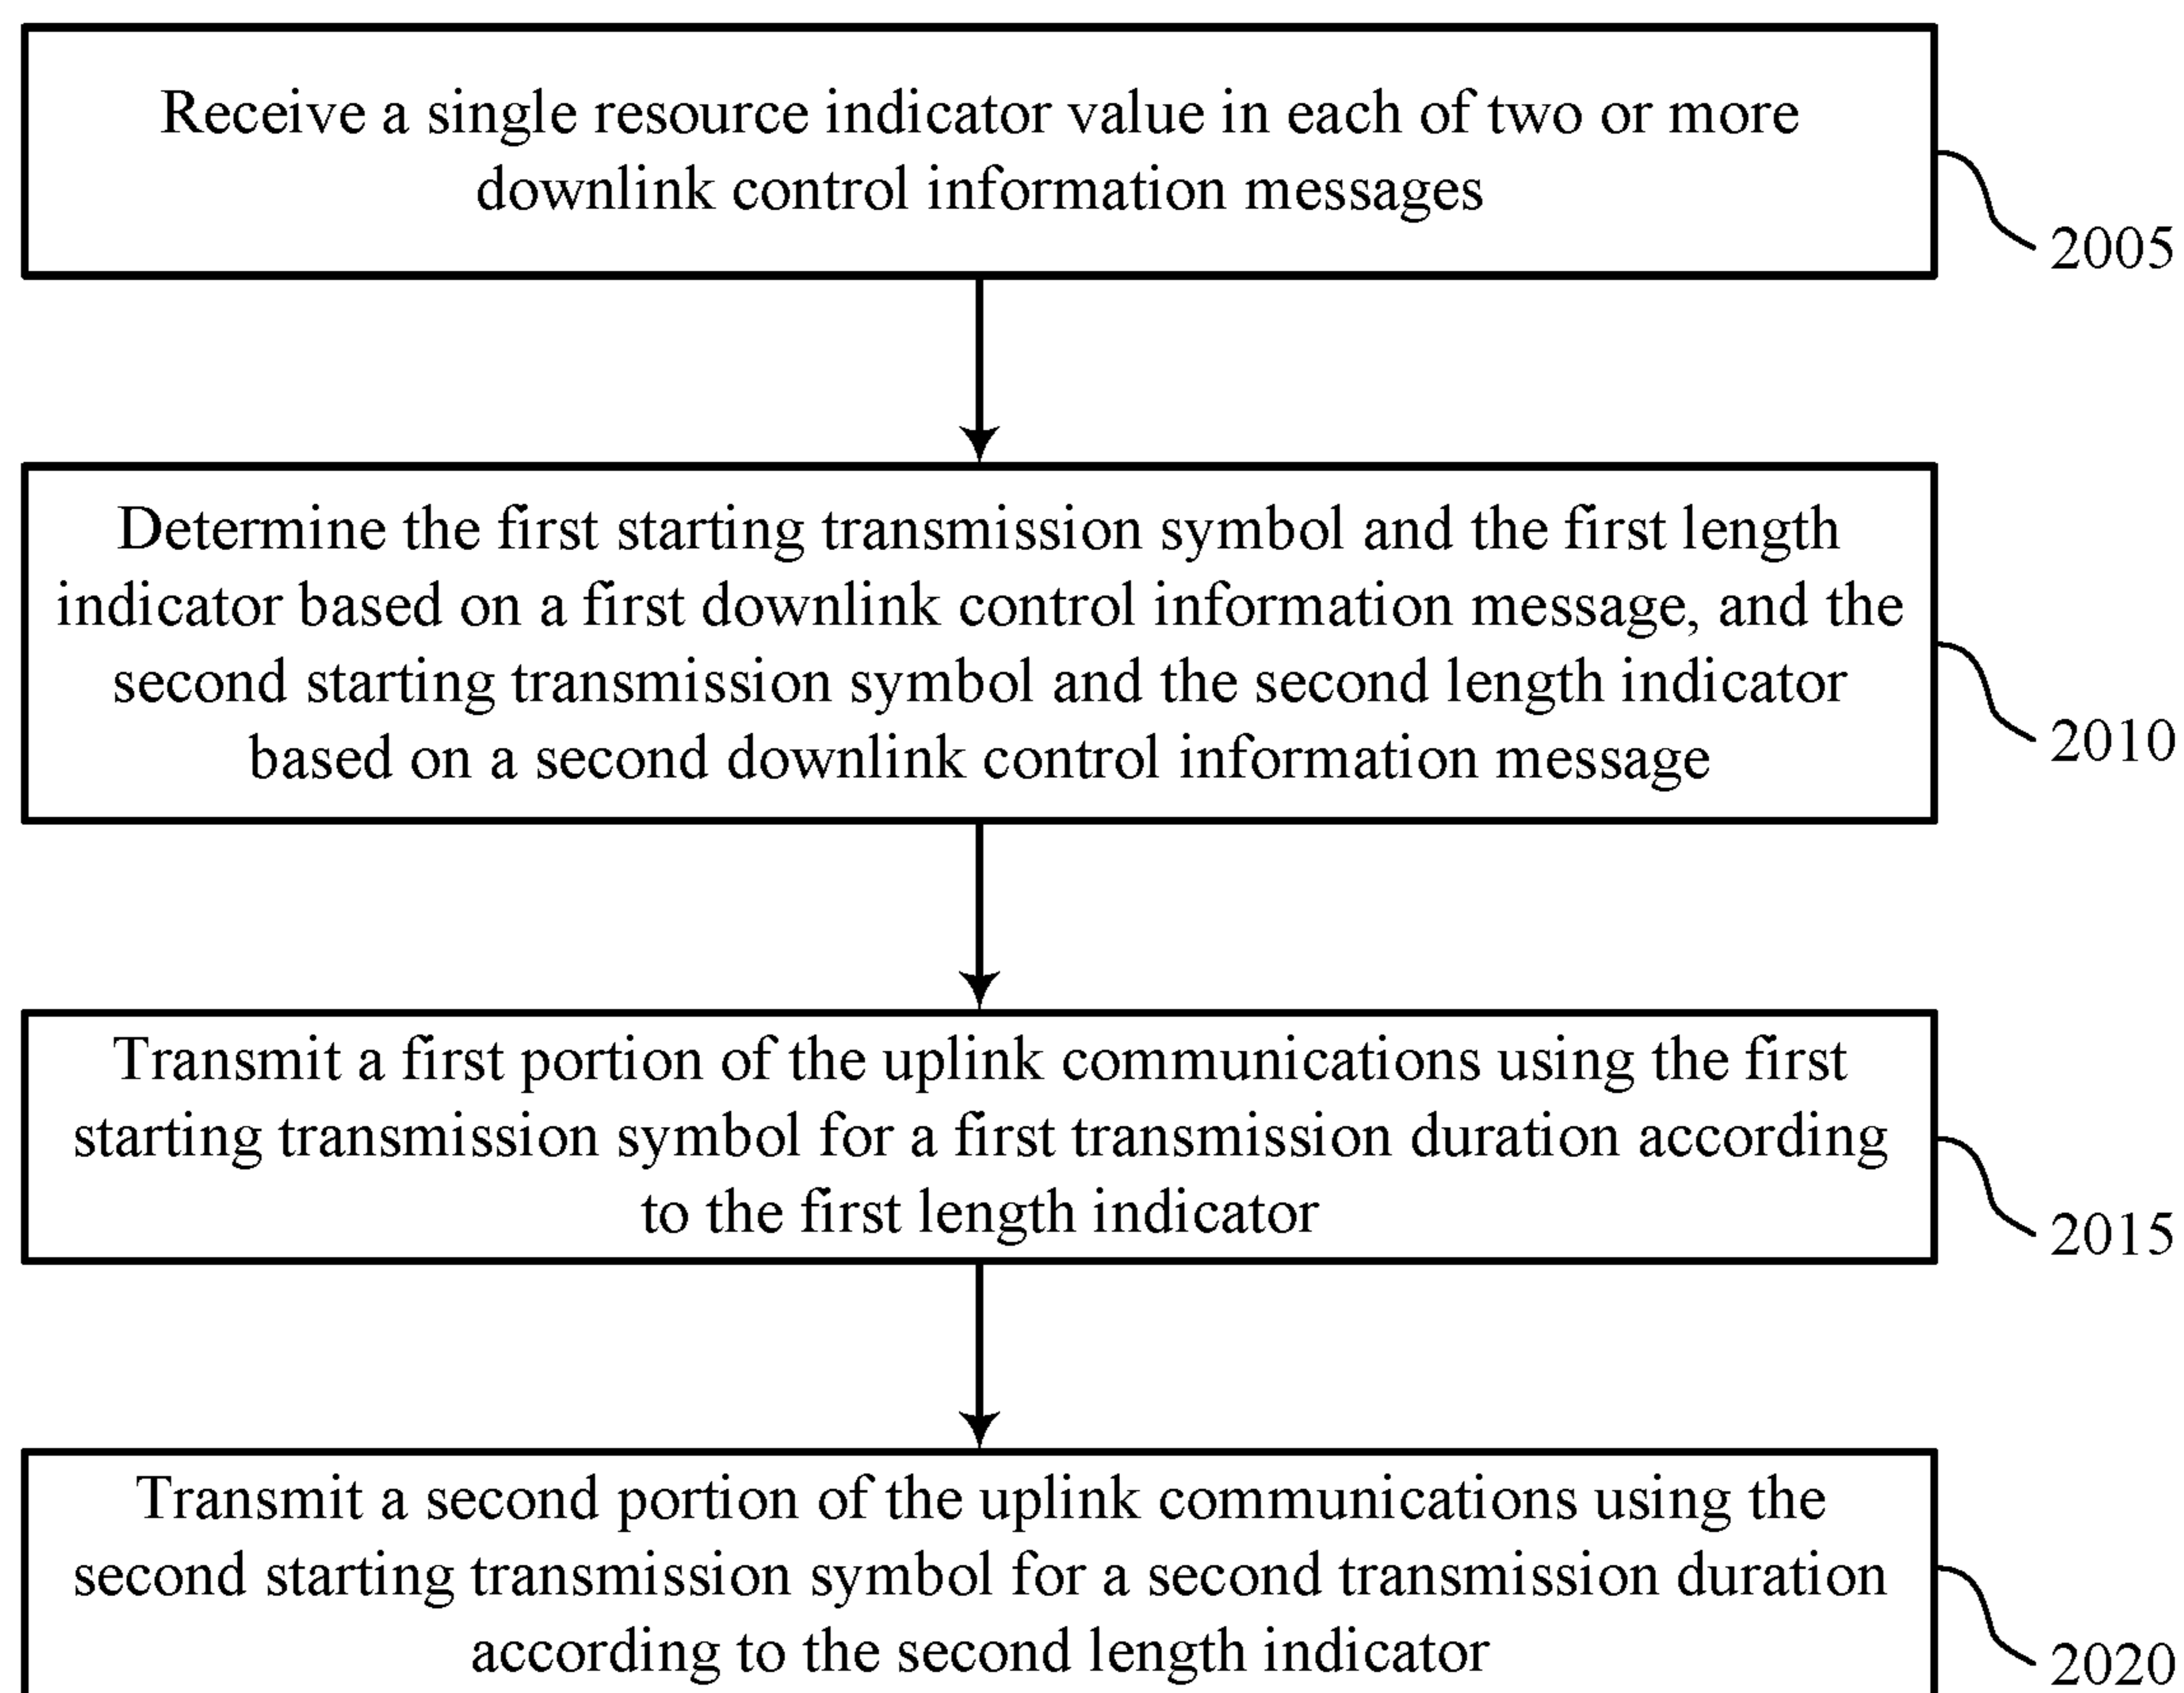 Receive a single resource indicator value in each of two or more
downlink control information messages
2005
Determine the first starting transmission symbol and the first length
indicator based on a first downlink control information message, and the
second starting transmission symbol and the second length indicator
based on a second downlink control information message
2010
Transmit a first portion of the uplink communications using the first
starting transmission symbol for a first transmission duration according
to the first length indicator
2015
Transmit a second portion of the uplink communications using the
second starting transmission symbol for a second transmission duration
according to the second length indicator
2020